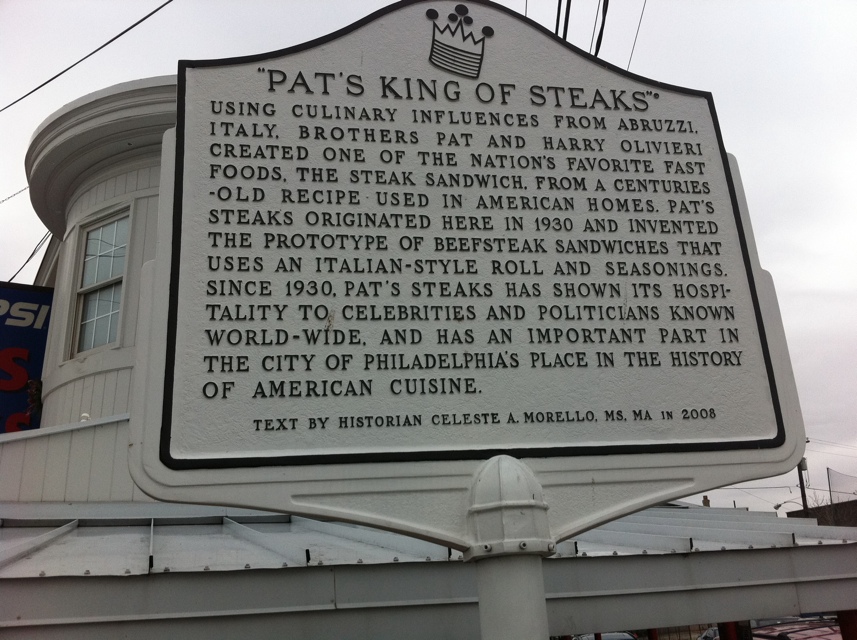 "PAT'S KING OF STEAKS"®
USING CULINARY INFLUENCES FROM ABRUZZI,
ITALY, BROTHERS PAT AND HARRY OLIVIERI
CREATED ONE OF THE NATION'S FAVORITE FAST
FOODS, THE STEAK SANDWICH, FROM A CENTURIES
-OLD RECIPE USED IN AMERICAN HOMES. PAT'S
STEAKS ORIGINATED HERE IN 1930 AND INVENTED
THE PROTOTYPE OF BEEFSTEAK SANDWICHES THAT
USES AN ITALIAN-STYLE ROLL AND SEASONINGS.
SINCE 1930, PAT'S STEAKS HAS SHOWN ITS HOSPI-
TALITY TO CELEBRITIES AND POLITICIANS KNOWN
WORLD-WIDE, AND HAS AN IMPORTANT PART IN
THE CITY OF PHILADELPHIA'S PLACE IN THE HISTORY
OF AMERICAN CUISINE.
TEXT BY HISTORIAN CELESTE A. MORELLO, MS, MA IN 2008